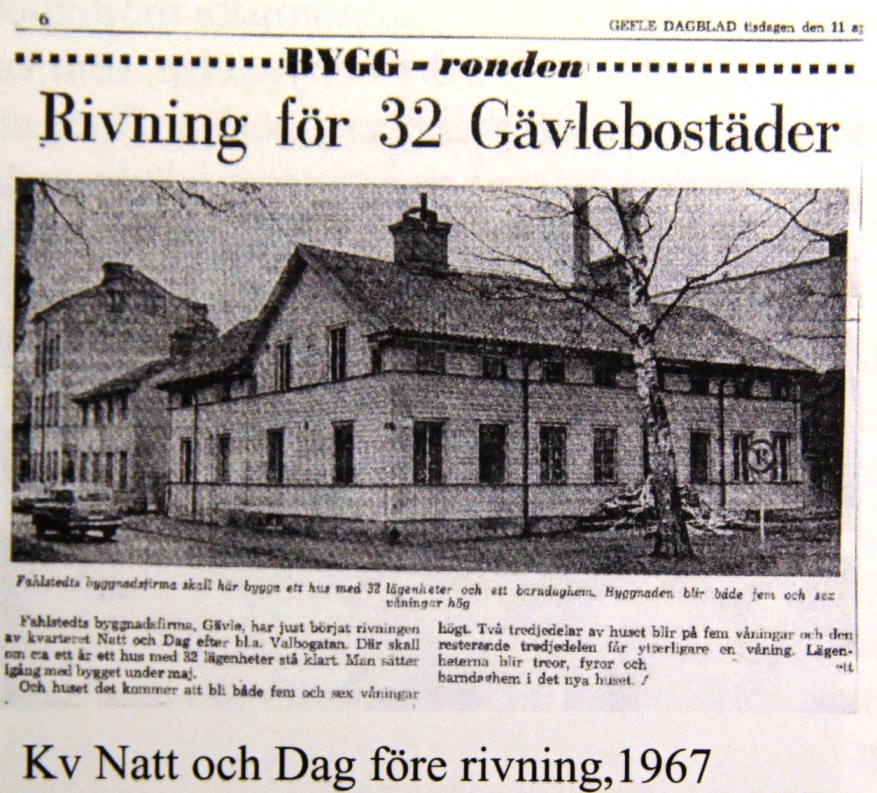 6
GEFLE DAGBLAD tisdagen den 11
BYGG-ronden
Rivning för 32 Gävlebostäder
R
Fahlstedts byggnadsfirma skall här bygga ett hus med 32 lägenheter och ett barndaghem. Byggnaden blir både fem och sex
våningar hög
Fahlstedts byggnadsfirma, Gävle, har just börjat rivningen
av kvarteret Natt och Dag efter bl.a. Valbogatan. Där skall
om c:a ett år ett hus med 32 lägenheter stå klart. Man sätter
igång med bygget under maj.
Och huset det kommer att bli både fem och sex våningar
högt. Två tredjedelar av huset blir på fem våningar och den
resterande tredjedelen får ytterligare en våning. Lägen-
heterna blir treor, fyror och ett
barndaghem i det nya huset. /
Kv Natt och Dag före rivning,1967